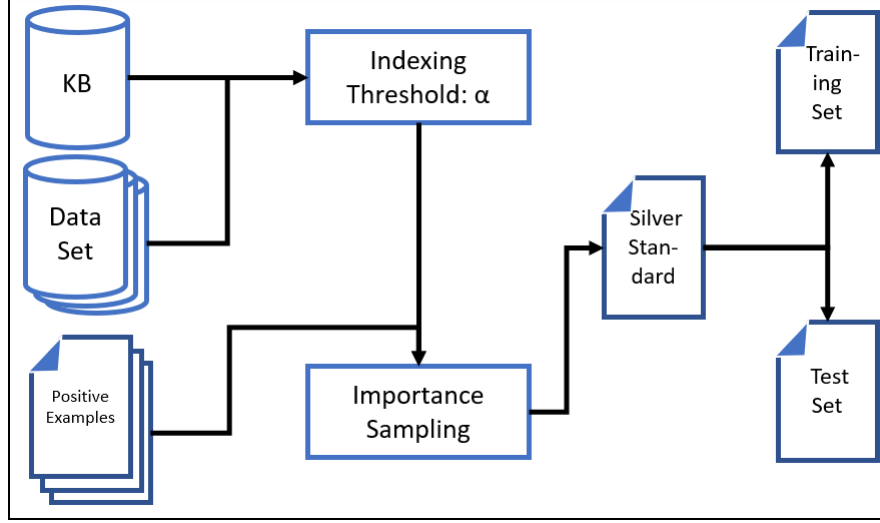 KB
Data
Set
Positive
Examples
Indexing
Threshold: α
Importance
Sampling
Silver
Stan-
dard
Train-
ing
Set
Test
Set